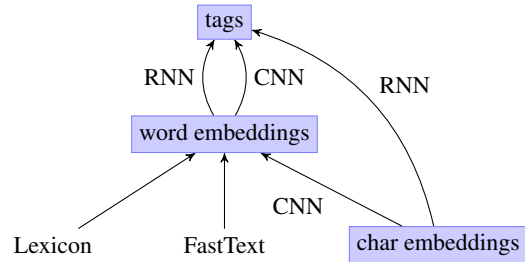 tags
RNN CNN RNN
word embeddings
CNN
Lexicon FastText char embeddings